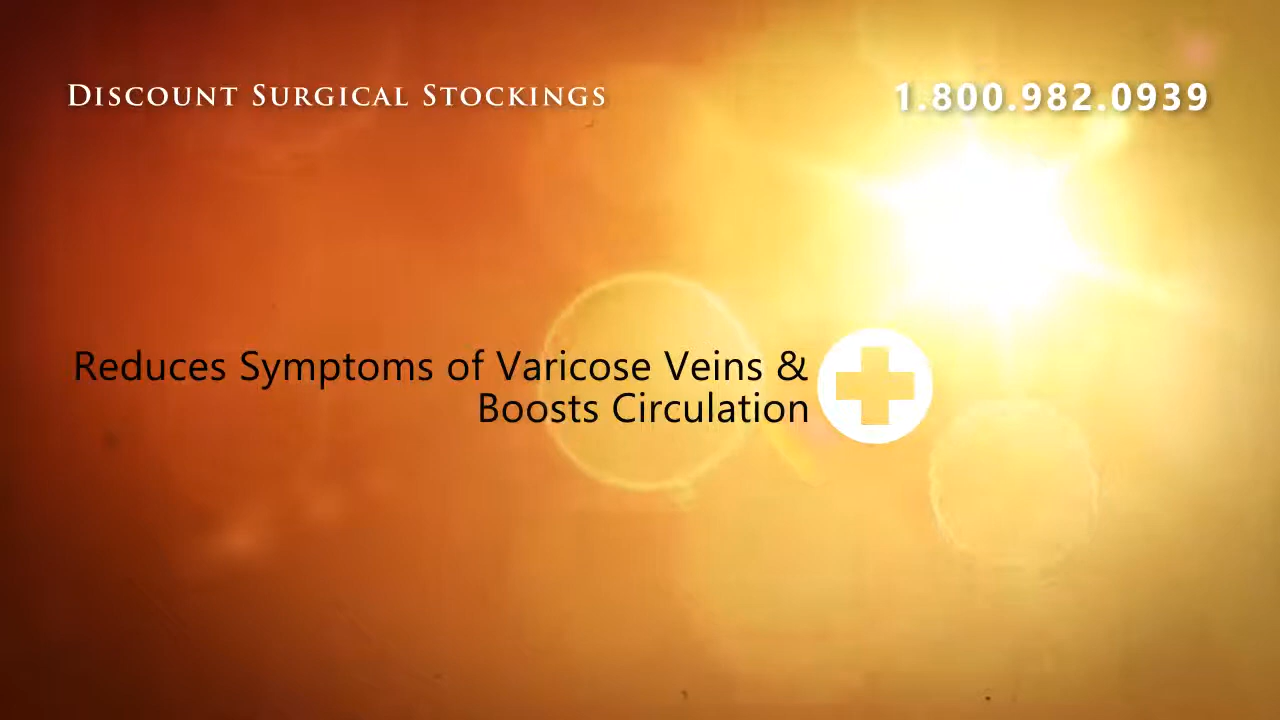 Discount Surgical Stockings
1.800.982.0939
Reduces Symptoms of Varicose Veins &
Boosts Circulation